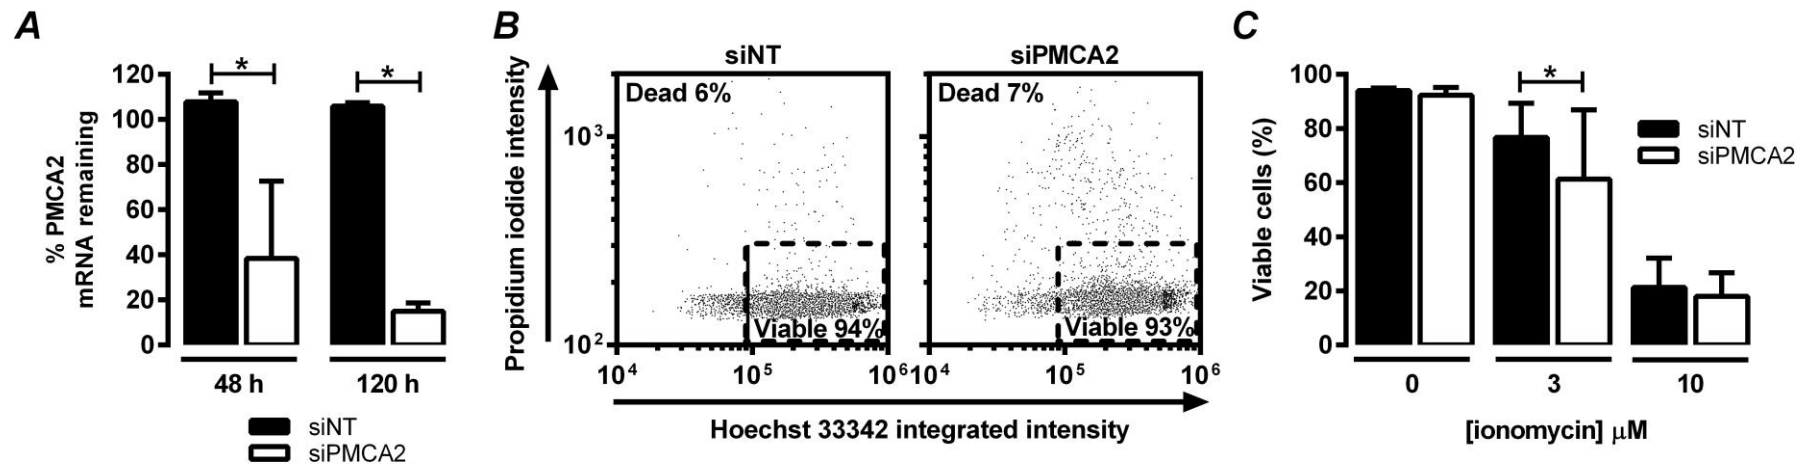 A
% PMCA2
mRNA remaining
120
100
80
60
40
20
0
*
*
48 h
120 h
siNT
siPMCA2
B
Propidium iodide intensity
siNT
siPMCA2
Dead 6%
Dead 7%
10³
10²
Viable 94%
Viable 93%
10⁴
10⁵
10⁶
10⁴
10⁵
10⁶
Hoechst 33342 integrated intensity
C
Viable cells (%)
100
80
60
40
20
0
*
siNT
siPMCA2
0
3
10
[ionomycin] μM